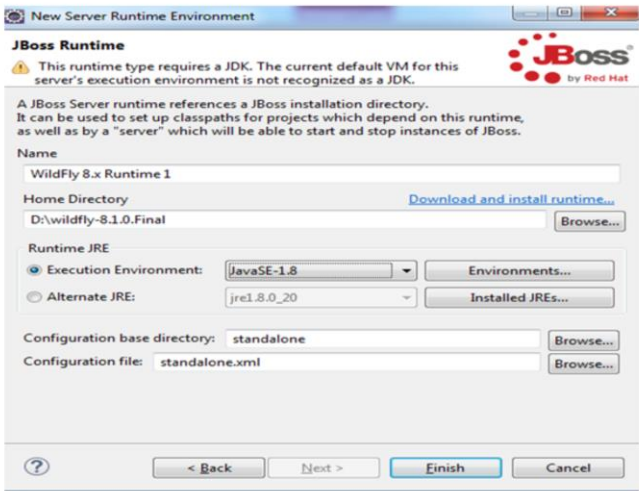 New Server Runtime Environment
JBoss Runtime
This runtime type requires a JDK. The current default VM for this
server's execution environment is not recognized as a JDK.
JBoss
by Red Hat
A JBoss Server runtime references a JBoss installation directory.
It can be used to set up classpaths for projects which depend on this runtime,
as well as by a "server" which will be able to start and stop instances of JBoss.
Name
WildFly 8.x Runtime 1
Home Directory
Download and install runtime...
D:\wildfly-8.1.0.Final
Browse...
Runtime JRE
Execution Environment:
JavaSE-1.8
Environments...
Alternate JRE:
jre1.8.0_20
Installed JREs...
Configuration base directory:
standalone
Browse...
Configuration file:
standalone.xml
Browse...
?
< Back
Next >
Finish
Cancel